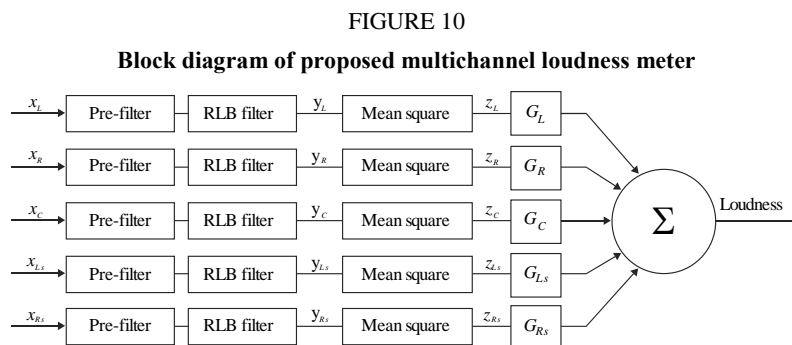 FIGURE 10
Block diagram of proposed multichannel loudness meter
x_L Pre-filter RLB filter y_L Mean square z_L G_L
x_R Pre-filter RLB filter y_R Mean square z_R G_R
x_C Pre-filter RLB filter y_C Mean square z_C G_C Σ Loudness
x_Ls Pre-filter RLB filter y_Ls Mean square z_Ls G_Ls
x_Rs Pre-filter RLB filter y_Rs Mean square z_Rs G_Rs